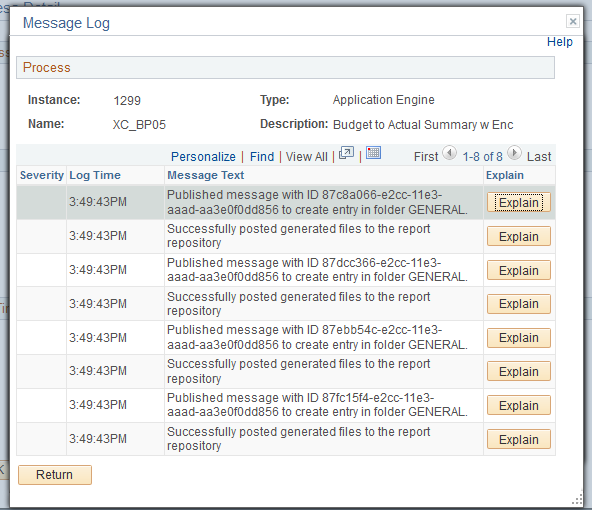 Message Log
Help
Process
Instance: 1299 Type: Application Engine
Name: XC_BP05 Description: Budget to Actual Summary w Enc
Personalize | Find | View All | | First 1-8 of 8 Last
Severity Log Time Message Text Explain
3:49:43PM Published message with ID 87c8a066-e2cc-11e3-
aaad-aa3e0f0dd856 to create entry in folder GENERAL. Explain
3:49:43PM Successfully posted generated files to the report
repository Explain
3:49:43PM Published message with ID 87dcc366-e2cc-11e3-
aaad-aa3e0f0dd856 to create entry in folder GENERAL. Explain
3:49:43PM Successfully posted generated files to the report
repository Explain
3:49:43PM Published message with ID 87ebb54c-e2cc-11e3-
aaad-aa3e0f0dd856 to create entry in folder GENERAL. Explain
3:49:43PM Successfully posted generated files to the report
repository Explain
3:49:43PM Published message with ID 87fc15f4-e2cc-11e3-
aaad-aa3e0f0dd856 to create entry in folder GENERAL. Explain
3:49:43PM Successfully posted generated files to the report
repository Explain
Return